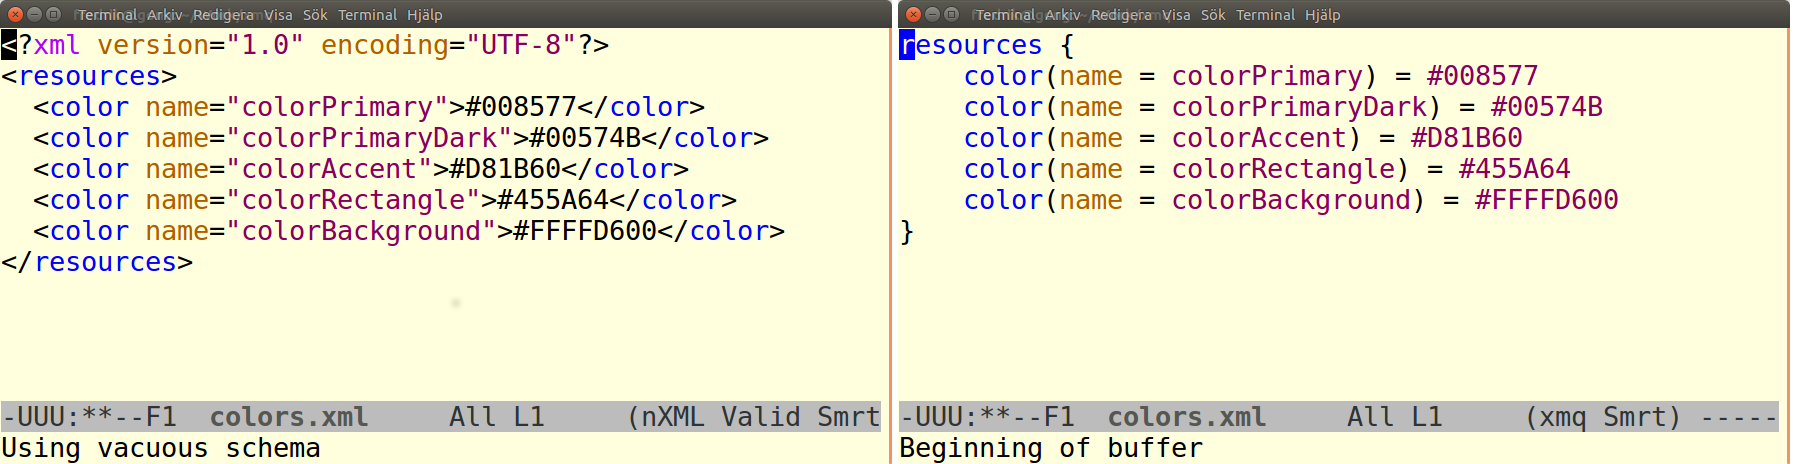 Terminal Arkiv Redigera Visa Sök Terminal Hjälp
<?xml version="1.0" encoding="UTF-8"?>
<resources>
  <color name="colorPrimary">#008577</color>
  <color name="colorPrimaryDark">#00574B</color>
  <color name="colorAccent">#D81B60</color>
  <color name="colorRectangle">#455A64</color>
  <color name="colorBackground">#FFFFD600</color>
</resources>
-UUU:**--F1  colors.xml     All L1     (nXML Valid Smrt
Using vacuous schema
Terminal Arkiv Redigera Visa Sök Terminal Hjälp
resources {
    color(name = colorPrimary) = #008577
    color(name = colorPrimaryDark) = #00574B
    color(name = colorAccent) = #D81B60
    color(name = colorRectangle) = #455A64
    color(name = colorBackground) = #FFFFD600
}
-UUU:**--F1  colors.xml     All L1     (xmq Smrt) -----
Beginning of buffer